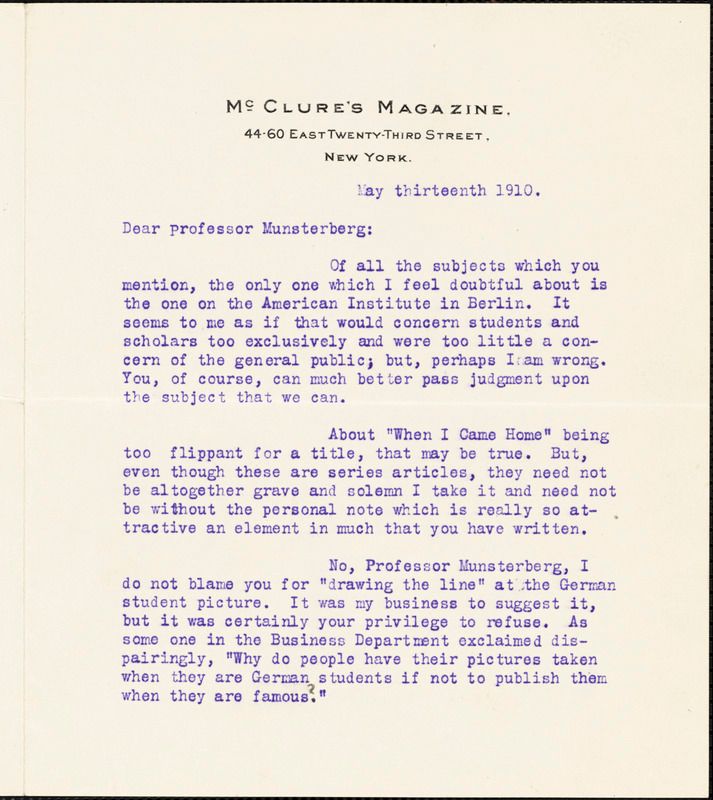 Mc CLURE'S MAGAZINE.
44-60 EAST TWENTY-THIRD STREET.
NEW YORK.
May thirteenth 1910.
Dear professor Munsterberg:
Of all the subjects which you
mention, the only one which I feel doubtful about is
the one on the American Institute in Berlin.  It
seems to me as if that would concern students and
scholars too exclusively and were too little a con-
cern of the general public; but, perhaps I am wrong.
You, of course, can much better pass judgment upon
the subject that we can.
About "When I Came Home" being
too  flippant for a title, that may be true.  But,
even though these are series articles, they need not
be altogether grave and solemn I take it and need not
be without the personal note which is really so at-
tractive an element in much that you have written.
No, Professor Munsterberg, I
do not blame you for "drawing the line" at the German
student picture.  It was my business to suggest it,
but it was certainly your privilege to refuse.  As
some one in the Business Department exclaimed dis-
pairingly, "Why do people have their pictures taken
when they are German students if not to publish them
when they are famous?"